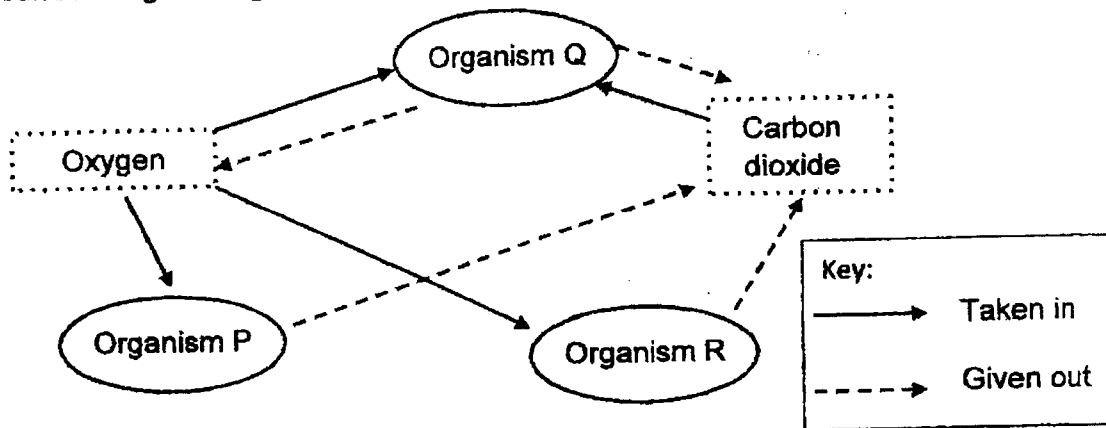 Organism Q
Oxygen
Carbon
dioxide
Organism P
Organism R
Key:
Taken in
Given out